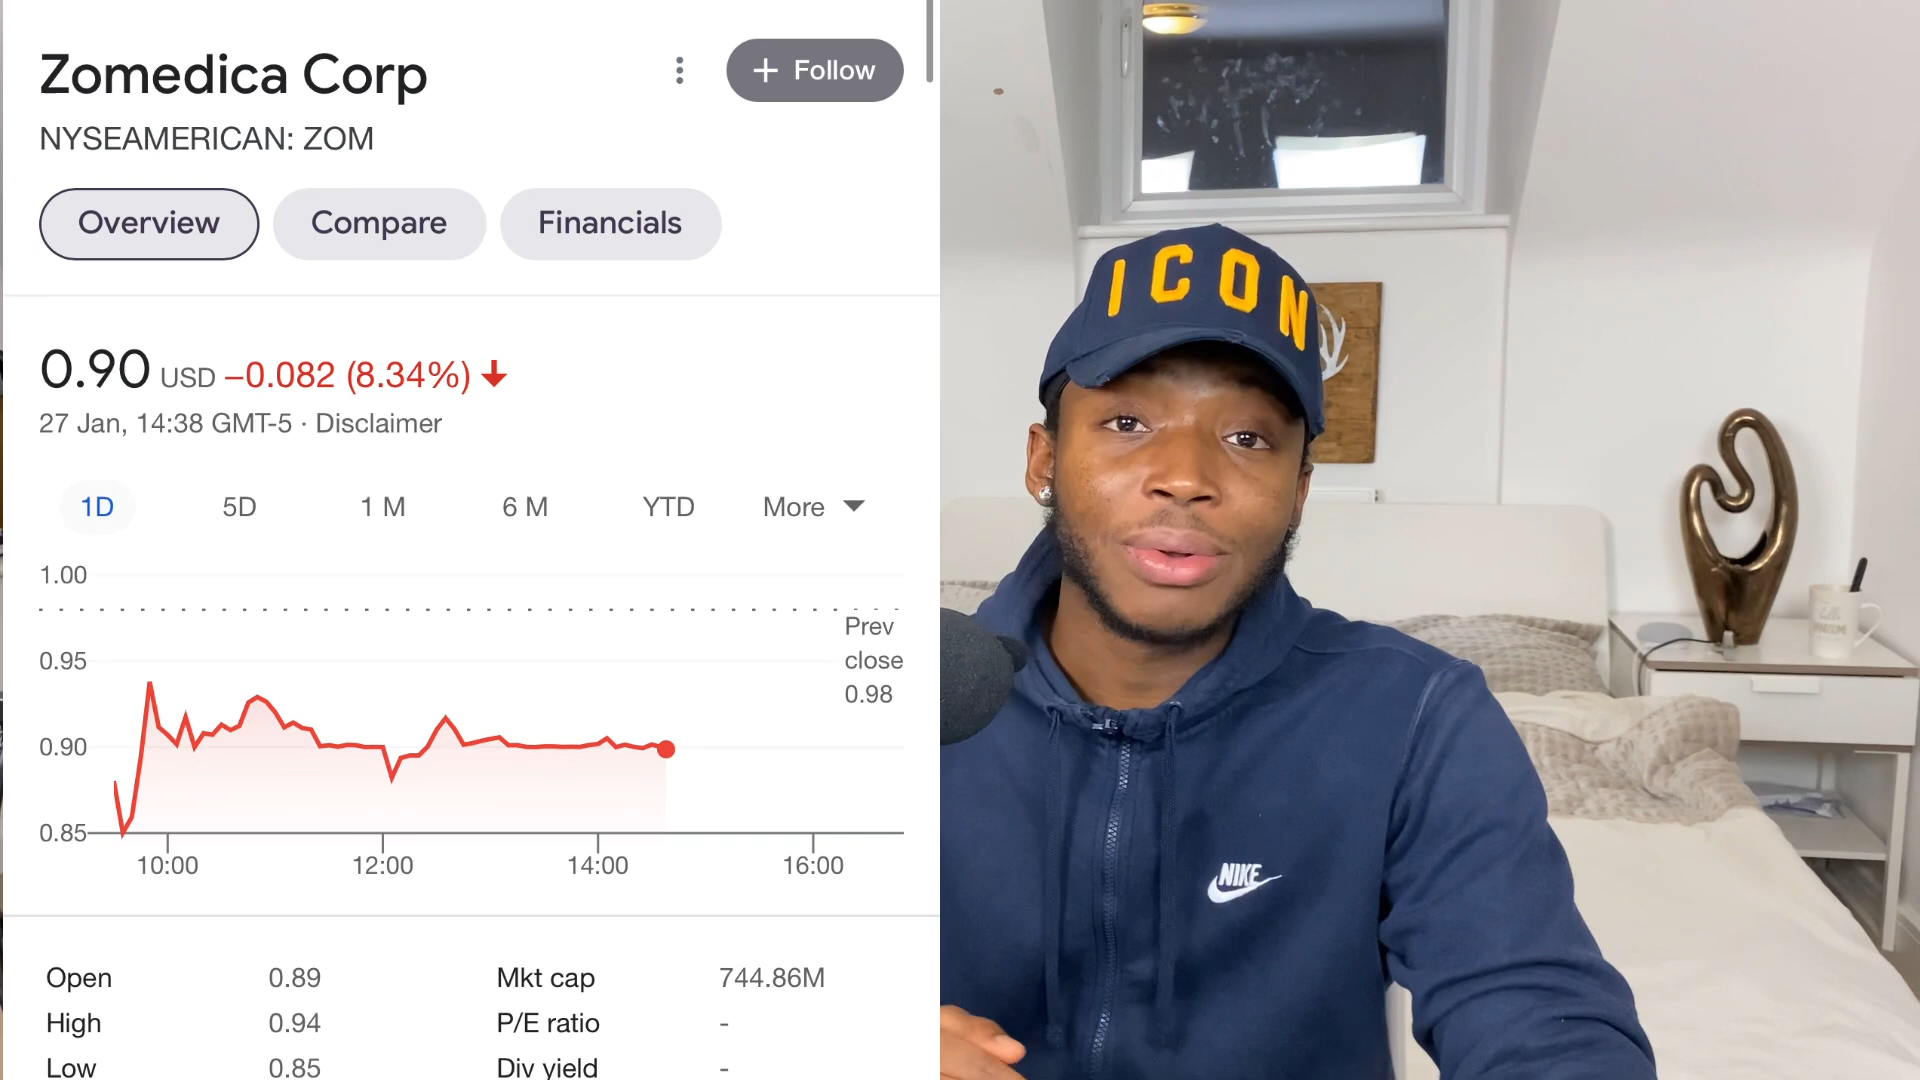 Zomedica Corp
+ Follow
NYSEAMERICAN: ZOM
Overview
Compare
Financials
0.90 USD −0.082 (8.34%)
27 Jan, 14:38 GMT-5 · Disclaimer
1D
5D
1 M
6 M
YTD
More
1.00
0.95
0.90
0.85
Prev
close
0.98
10:00
12:00
14:00
16:00
Open 0.89 Mkt cap 744.86M
High 0.94 P/E ratio -
Low 0.85 Div yield -
ICON
NIKE